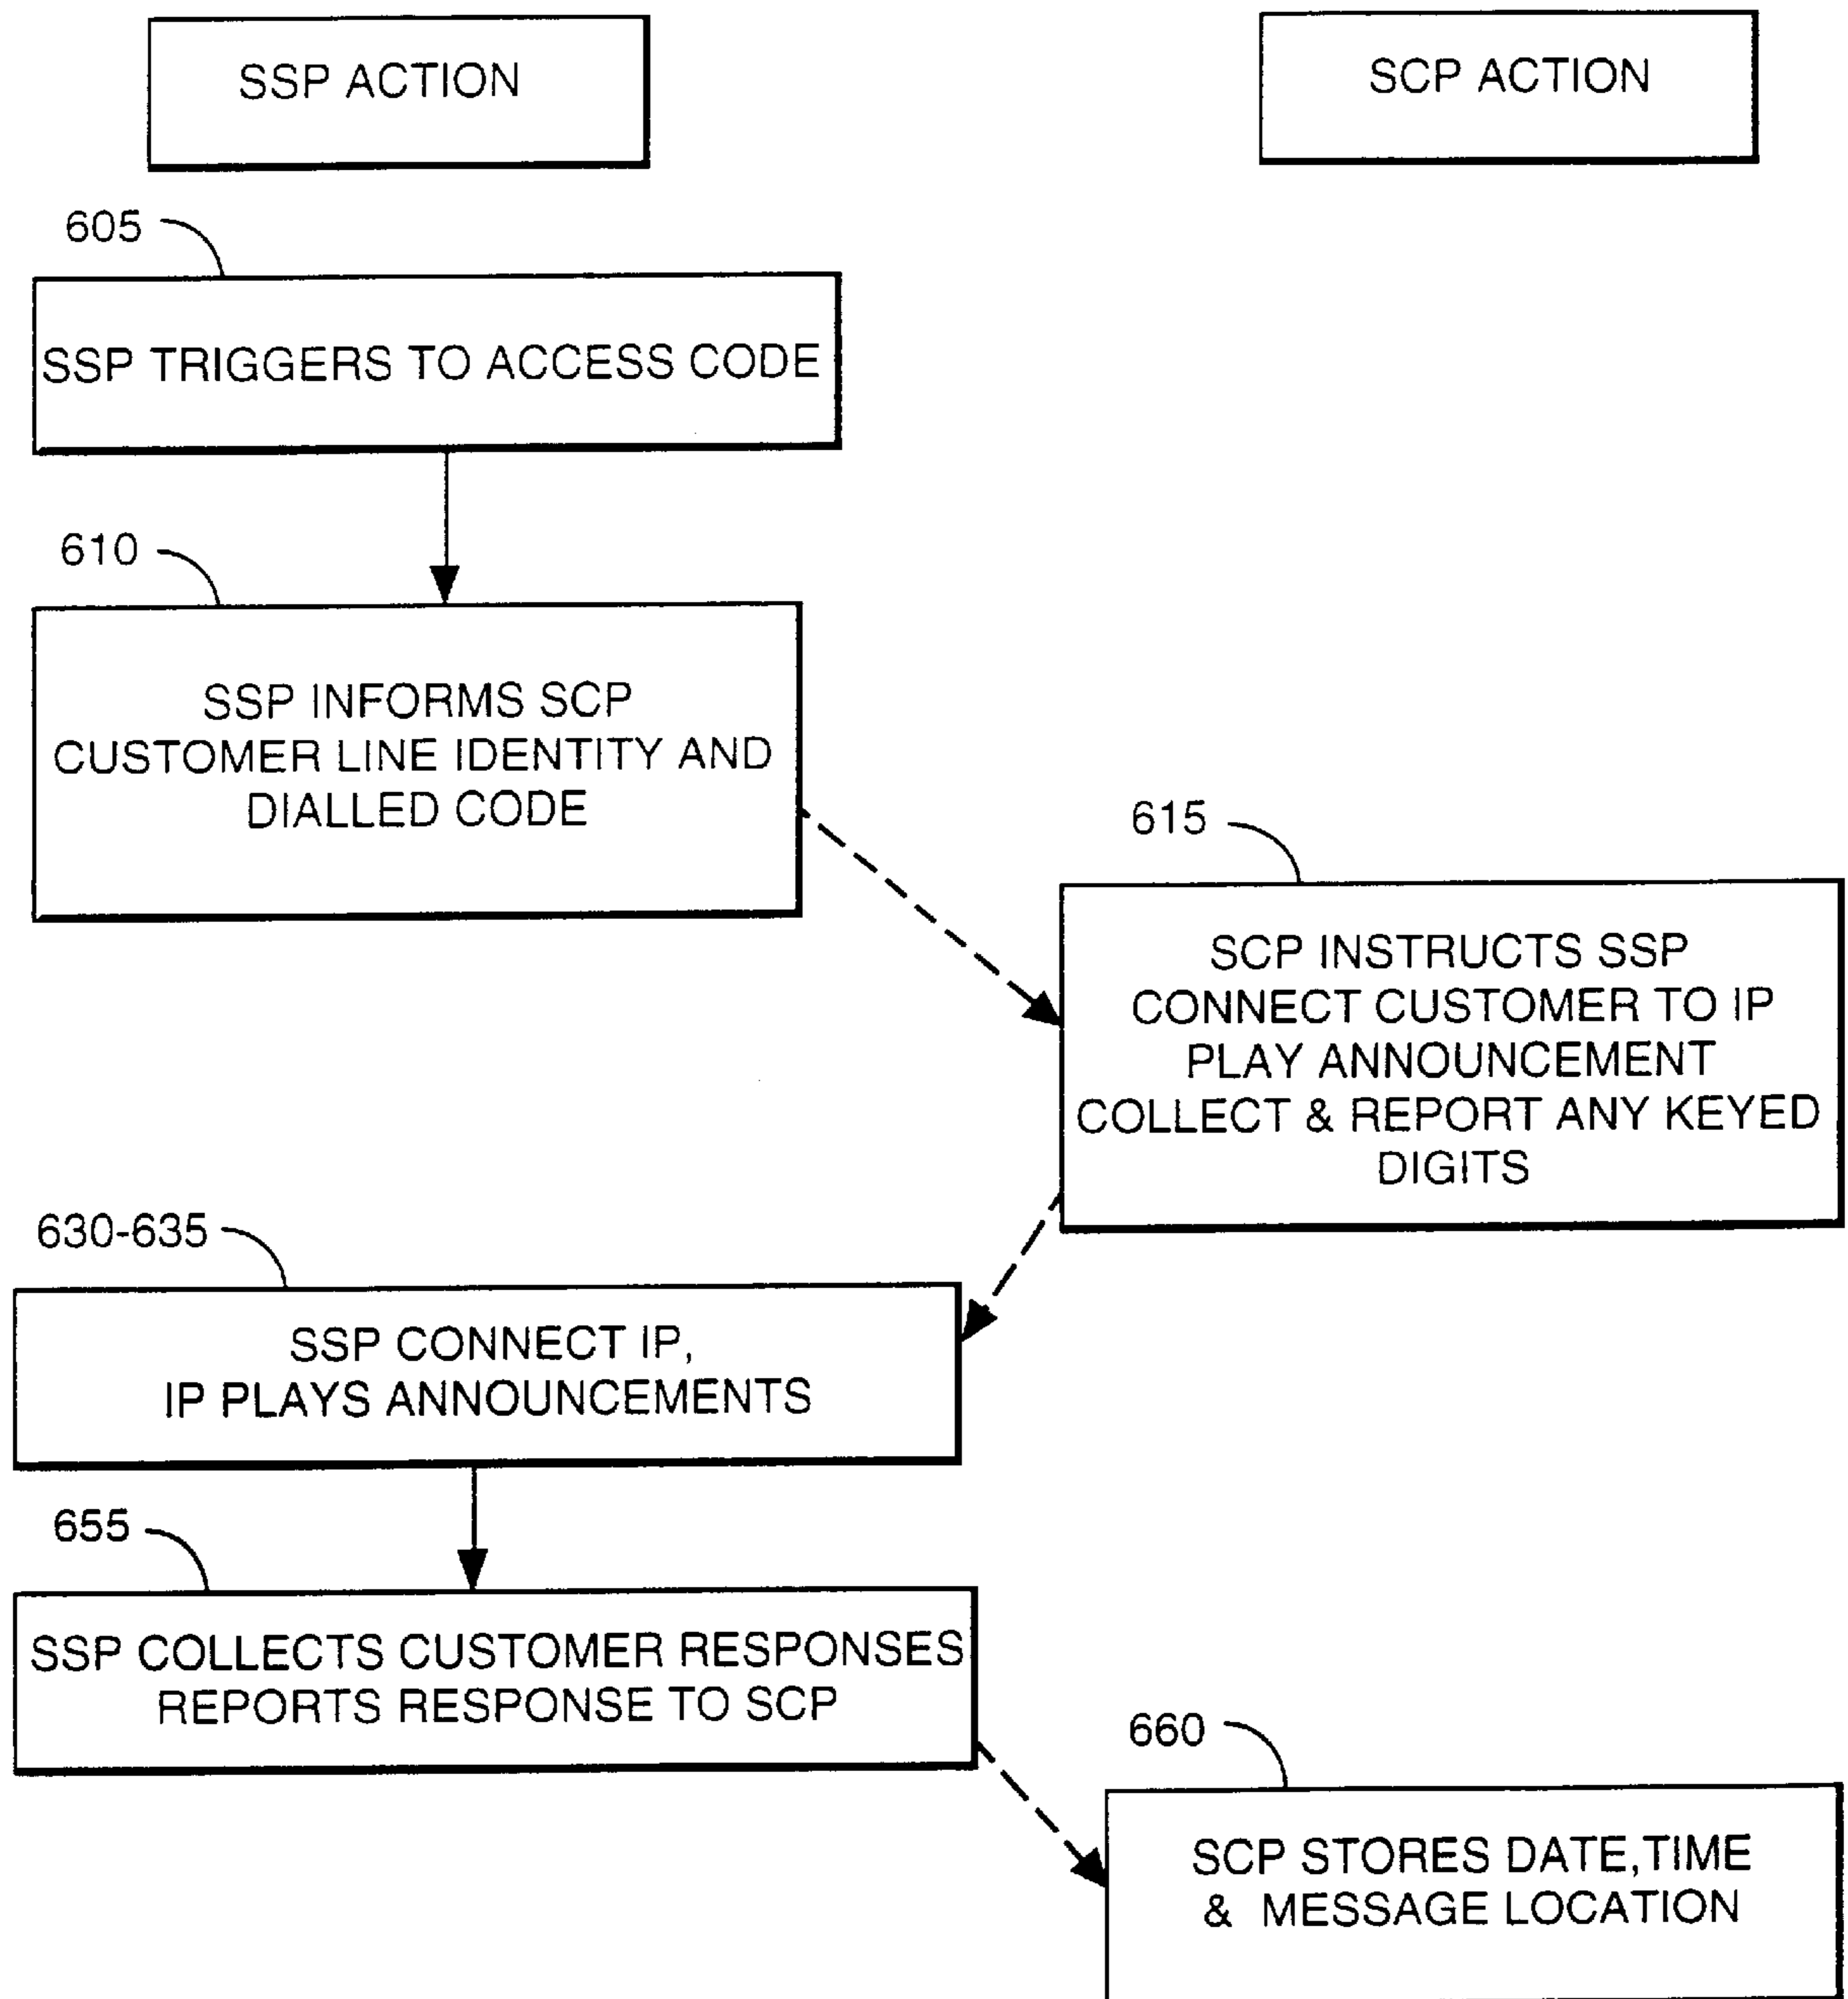 SSP ACTION
SCP ACTION
605
SSP TRIGGERS TO ACCESS CODE
610
SSP INFORMS SCP
CUSTOMER LINE IDENTITY AND
DIALLED CODE
615
SCP INSTRUCTS SSP
CONNECT CUSTOMER TO IP
PLAY ANNOUNCEMENT
COLLECT & REPORT ANY KEYED
DIGITS
630-635
SSP CONNECT IP,
IP PLAYS ANNOUNCEMENTS
655
SSP COLLECTS CUSTOMER RESPONSES
REPORTS RESPONSE TO SCP
660
SCP STORES DATE,TIME
& MESSAGE LOCATION